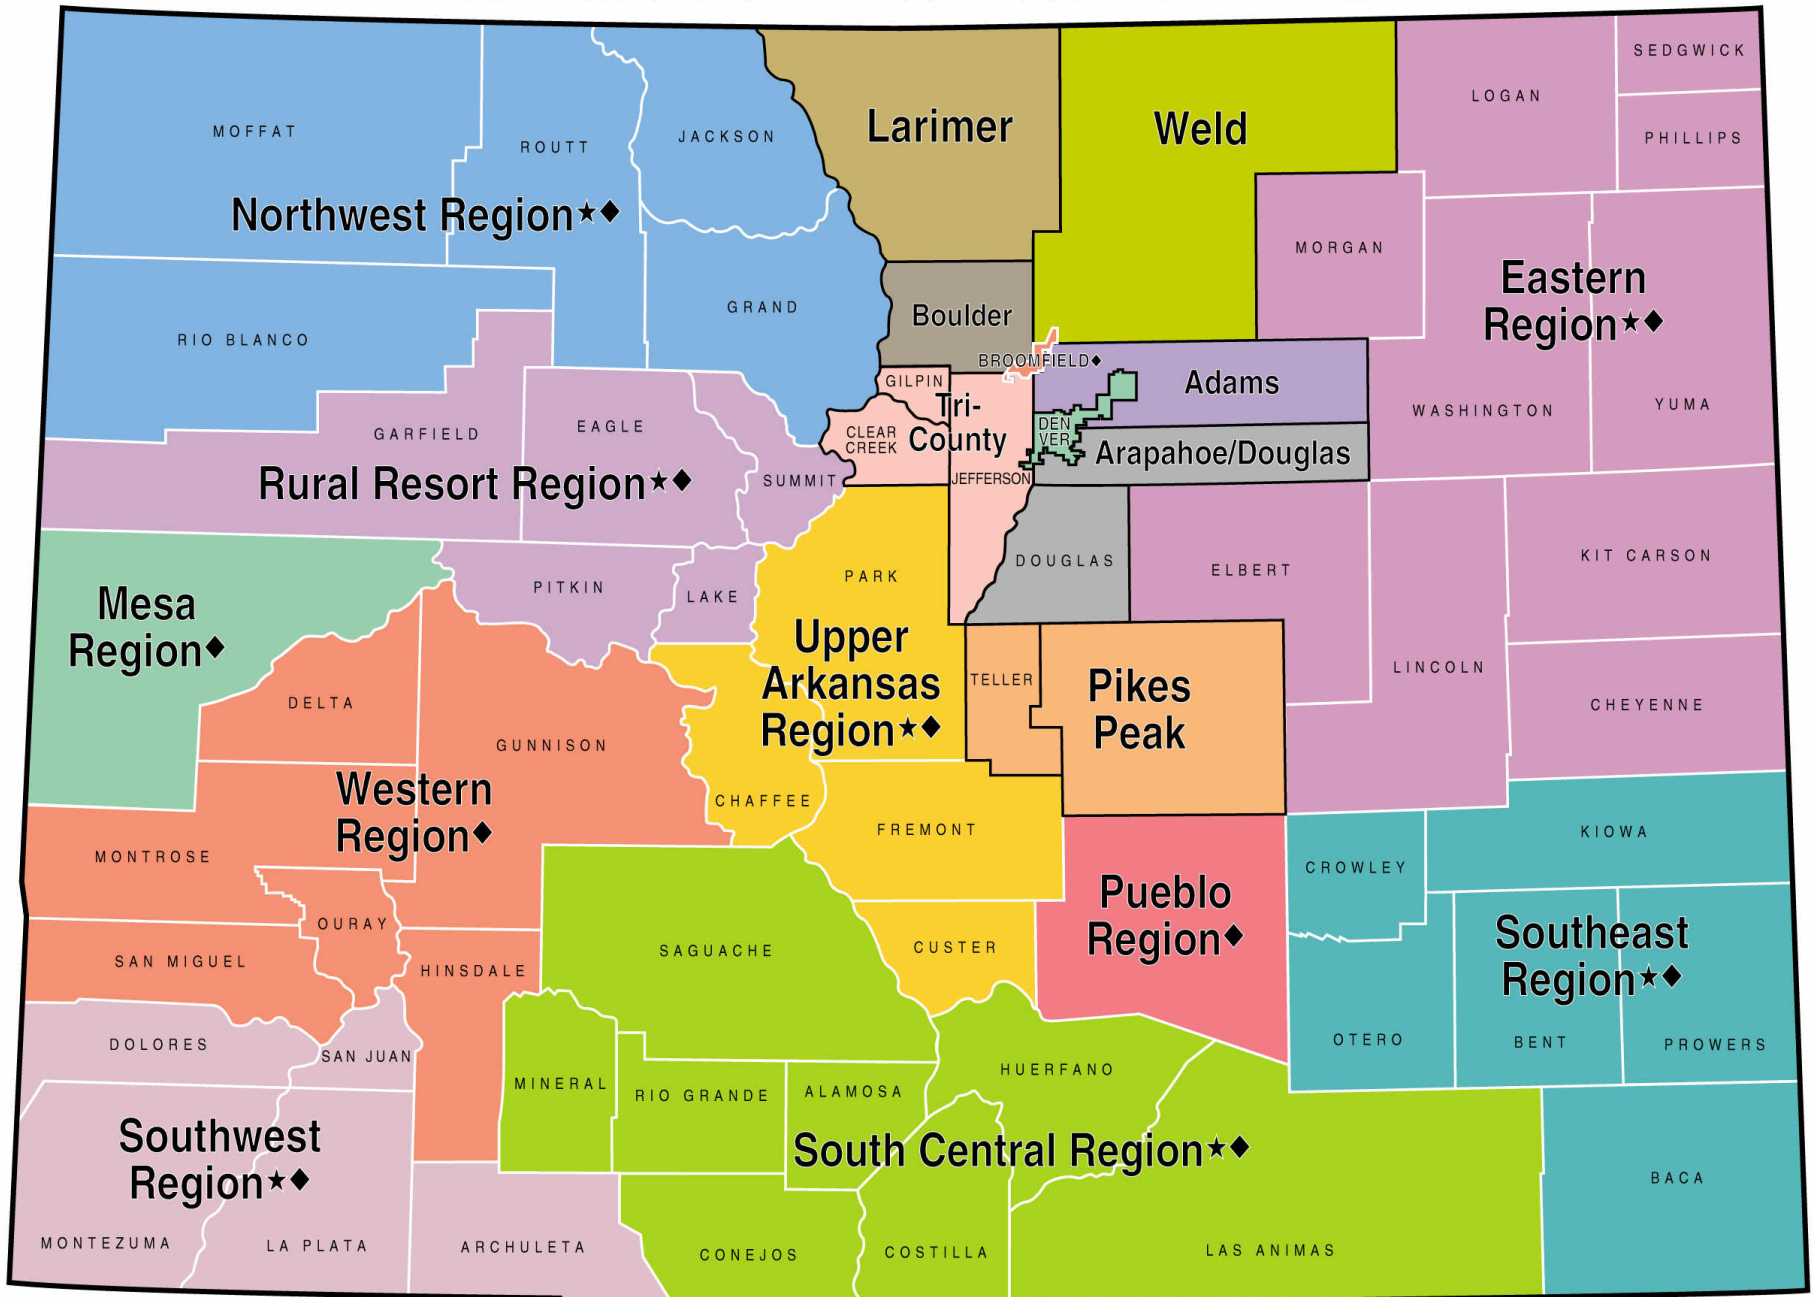 SEDGWICK
LOGAN
MOFFAT
ROUTT
JACKSON
Larimer
Weld
PHILLIPS
Northwest Region★◆
MORGAN
Eastern
Region★◆
RIO BLANCO
GRAND
Boulder
BROOMFIELD◆
GILPIN
Adams
Tri-
County
CLEAR
CREEK
DEN
VER
WASHINGTON
YUMA
GARFIELD
EAGLE
Arapahoe/Douglas
Rural Resort Region★◆
SUMMIT
JEFFERSON
DOUGLAS
ELBERT
KIT CARSON
PARK
PITKIN
LAKE
Mesa
Region◆
Upper
Arkansas
Region★◆
TELLER
Pikes
Peak
LINCOLN
CHEYENNE
DELTA
GUNNISON
Western
Region◆
CHAFFEE
FREMONT
KIOWA
MONTROSE
CROWLEY
Pueblo
Region◆
OURAY
Southeast
Region★◆
SAN MIGUEL
HINSDALE
SAGUACHE
CUSTER
DOLORES
SAN JUAN
OTERO
BENT
PROWERS
MINERAL
RIO GRANDE
ALAMOSA
HUERFANO
Southwest
Region★◆
South Central Region★◆
BACA
MONTEZUMA
LA PLATA
ARCHULETA
CONEJOS
COSTILLA
LAS ANIMAS